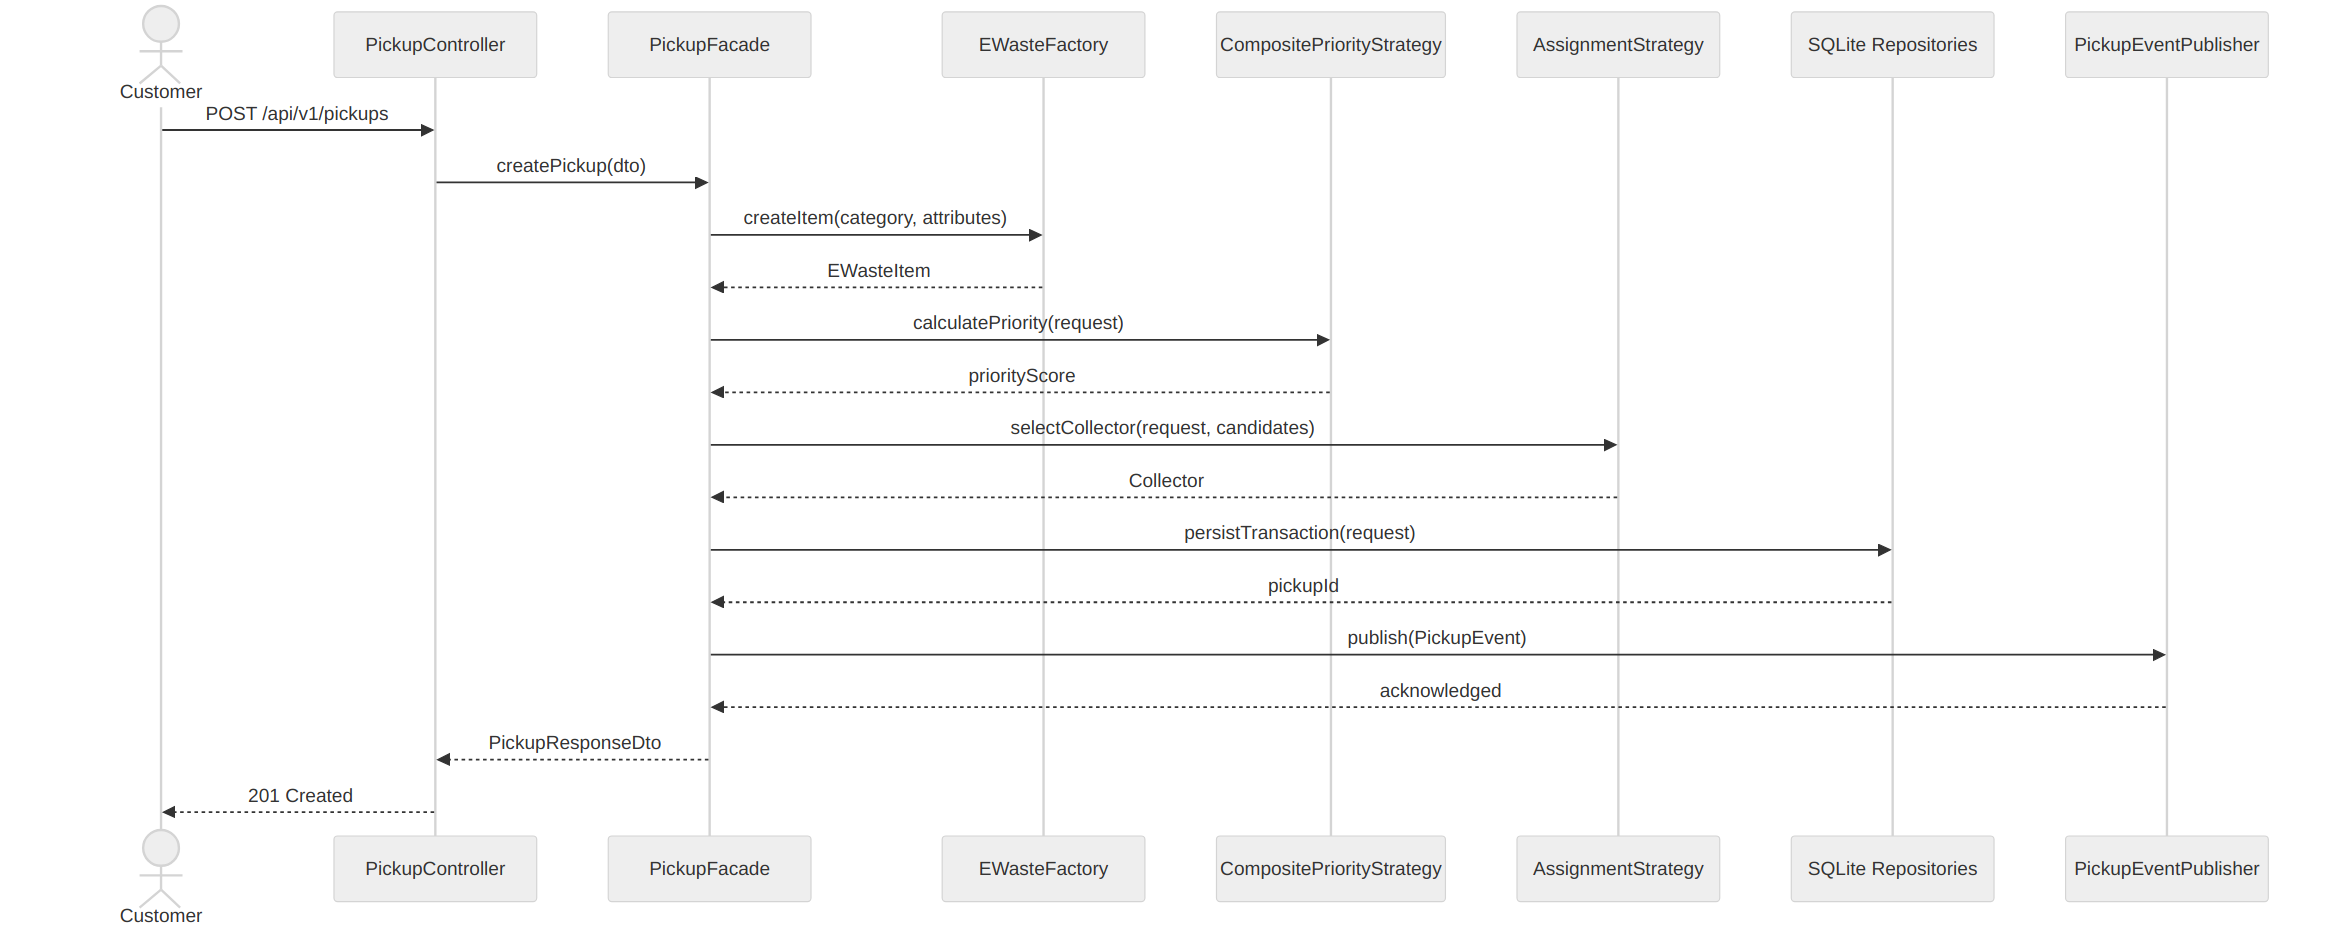 PickupController
PickupFacade
EWasteFactory
CompositePriorityStrategy
AssignmentStrategy
SQLite Repositories
PickupEventPublisher
Customer
POST /api/v1/pickups
createPickup(dto)
createItem(category, attributes)
EWasteItem
calculatePriority(request)
priorityScore
selectCollector(request, candidates)
Collector
persistTransaction(request)
pickupId
publish(PickupEvent)
acknowledged
PickupResponseDto
201 Created
PickupController
PickupFacade
EWasteFactory
CompositePriorityStrategy
AssignmentStrategy
SQLite Repositories
PickupEventPublisher
Customer